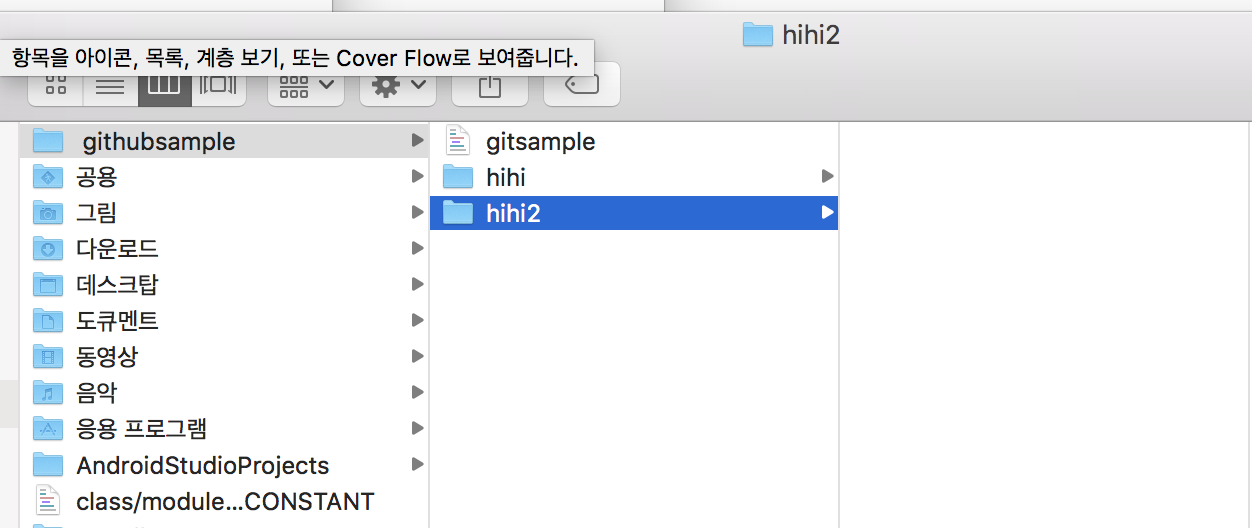 hihi2
항목을 아이콘, 목록, 계층 보기, 또는 Cover Flow로 보여줍니다.
githubsample
공용
그림
다운로드
데스크탑
도큐멘트
동영상
음악
응용 프로그램
AndroidStudioProjects
class/module...CONSTANT
gitsample
hihi
hihi2